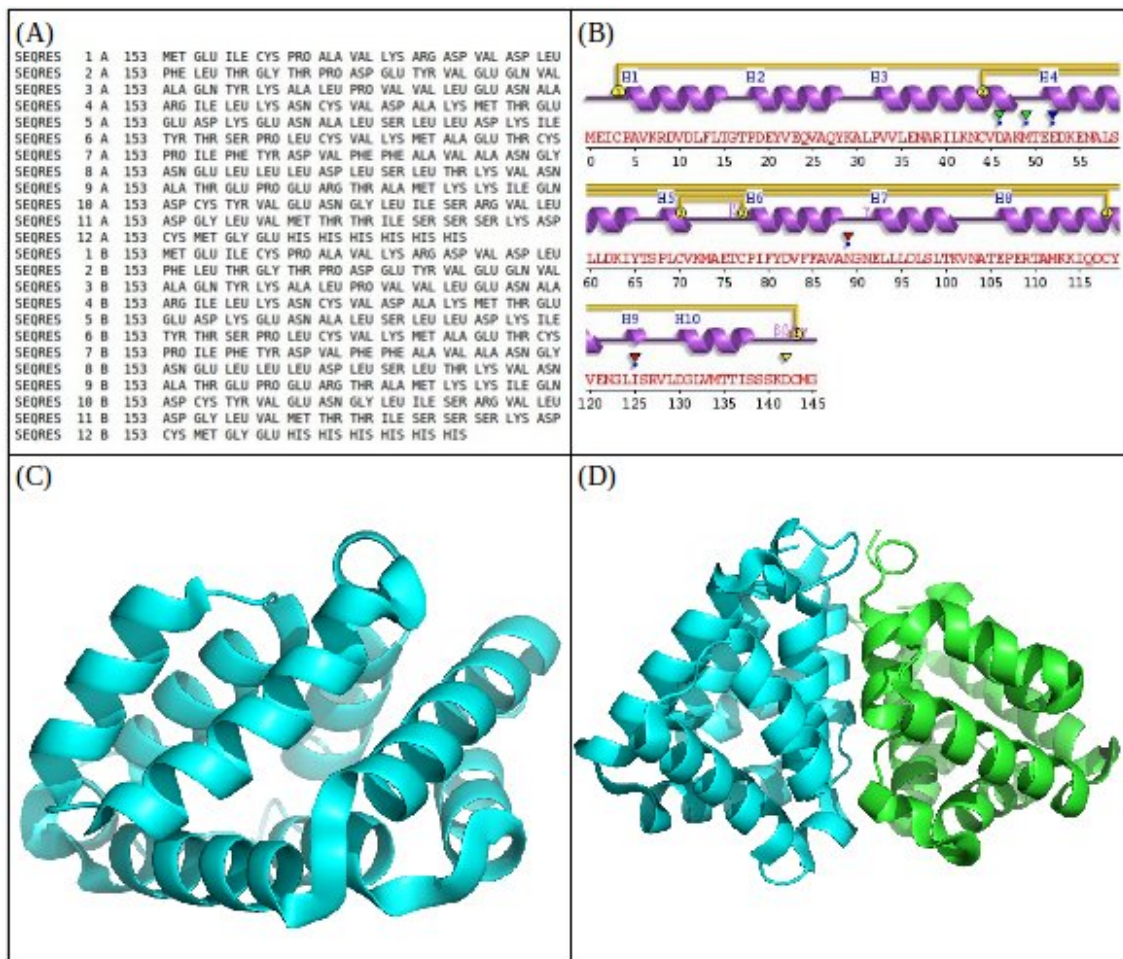 (A)
SEQRES 1 A 153 MET GLU ILE CYS PRO ALA VAL LYS ARG ASP VAL ASP LEU
SEQRES 2 A 153 PHE LEU THR GLY THR PRO ASP GLU TYR VAL GLU GLN VAL
SEQRES 3 A 153 ALA GLN TYR LYS ALA LEU PRO VAL VAL LEU GLU ASN ALA
SEQRES 4 A 153 ARG ILE LEU LYS ASN CYS VAL ASP ALA LYS MET THR GLU
SEQRES 5 A 153 GLU ASP LYS GLU ASN ALA LEU SER LEU LEU ASP LYS ILE
SEQRES 6 A 153 TYR THR SER PRO LEU CYS VAL LYS MET ALA GLU THR CYS
SEQRES 7 A 153 PRO ILE PHE TYR ASP VAL PHE PHE ALA VAL ALA ASN GLY
SEQRES 8 A 153 ASN GLU LEU LEU LEU ASP LEU SER LEU THR LYS VAL ASN
SEQRES 9 A 153 ALA THR GLU PRO GLU ARG THR ALA MET LYS LYS ILE GLN
SEQRES 10 A 153 ASP CYS TYR VAL GLU ASN GLY LEU ILE SER ARG VAL LEU
SEQRES 11 A 153 ASP GLY LEU VAL MET THR THR ILE SER SER SER LYS ASP
SEQRES 12 A 153 CYS MET GLY GLU HIS HIS HIS HIS HIS HIS
SEQRES 1 B 153 MET GLU ILE CYS PRO ALA VAL LYS ARG ASP VAL ASP LEU
SEQRES 2 B 153 PHE LEU THR GLY THR PRO ASP GLU TYR VAL GLU GLN VAL
SEQRES 3 B 153 ALA GLN TYR LYS ALA LEU PRO VAL VAL LEU GLU ASN ALA
SEQRES 4 B 153 ARG ILE LEU LYS ASN CYS VAL ASP ALA LYS MET THR GLU
SEQRES 5 B 153 GLU ASP LYS GLU ASN ALA LEU SER LEU LEU ASP LYS ILE
SEQRES 6 B 153 TYR THR SER PRO LEU CYS VAL LYS MET ALA GLU THR CYS
SEQRES 7 B 153 PRO ILE PHE TYR ASP VAL PHE PHE ALA VAL ALA ASN GLY
SEQRES 8 B 153 ASN GLU LEU LEU LEU ASP LEU SER LEU THR LYS VAL ASN
SEQRES 9 B 153 ALA THR GLU PRO GLU ARG THR ALA MET LYS LYS ILE GLN
SEQRES 10 B 153 ASP CYS TYR VAL GLU ASN GLY LEU ILE SER ARG VAL LEU
SEQRES 11 B 153 ASP GLY LEU VAL MET THR THR ILE SER SER SER LYS ASP
SEQRES 12 B 153 CYS MET GLY GLU HIS HIS HIS HIS HIS HIS
(B)
H1 H2 H3 H4
MEICPAVKRDVDLFLTGTPDEYVEQVAQYKALPVVLENARILKNCVDAKMTEEDKENALS
0 5 10 15 20 25 30 35 40 45 50 55
H5 H6 H7 H8
LLDKIYTSPLCVKMAETCPIFYDVFFAVANGNELLLDLSLTKVNATEPERTAMKKIQDCY
60 65 70 75 80 85 90 95 100 105 110 115
H9 H10
VENGLISRVLDGLVMTTISSSKDCMG
120 125 130 135 140 145
(C)
(D)